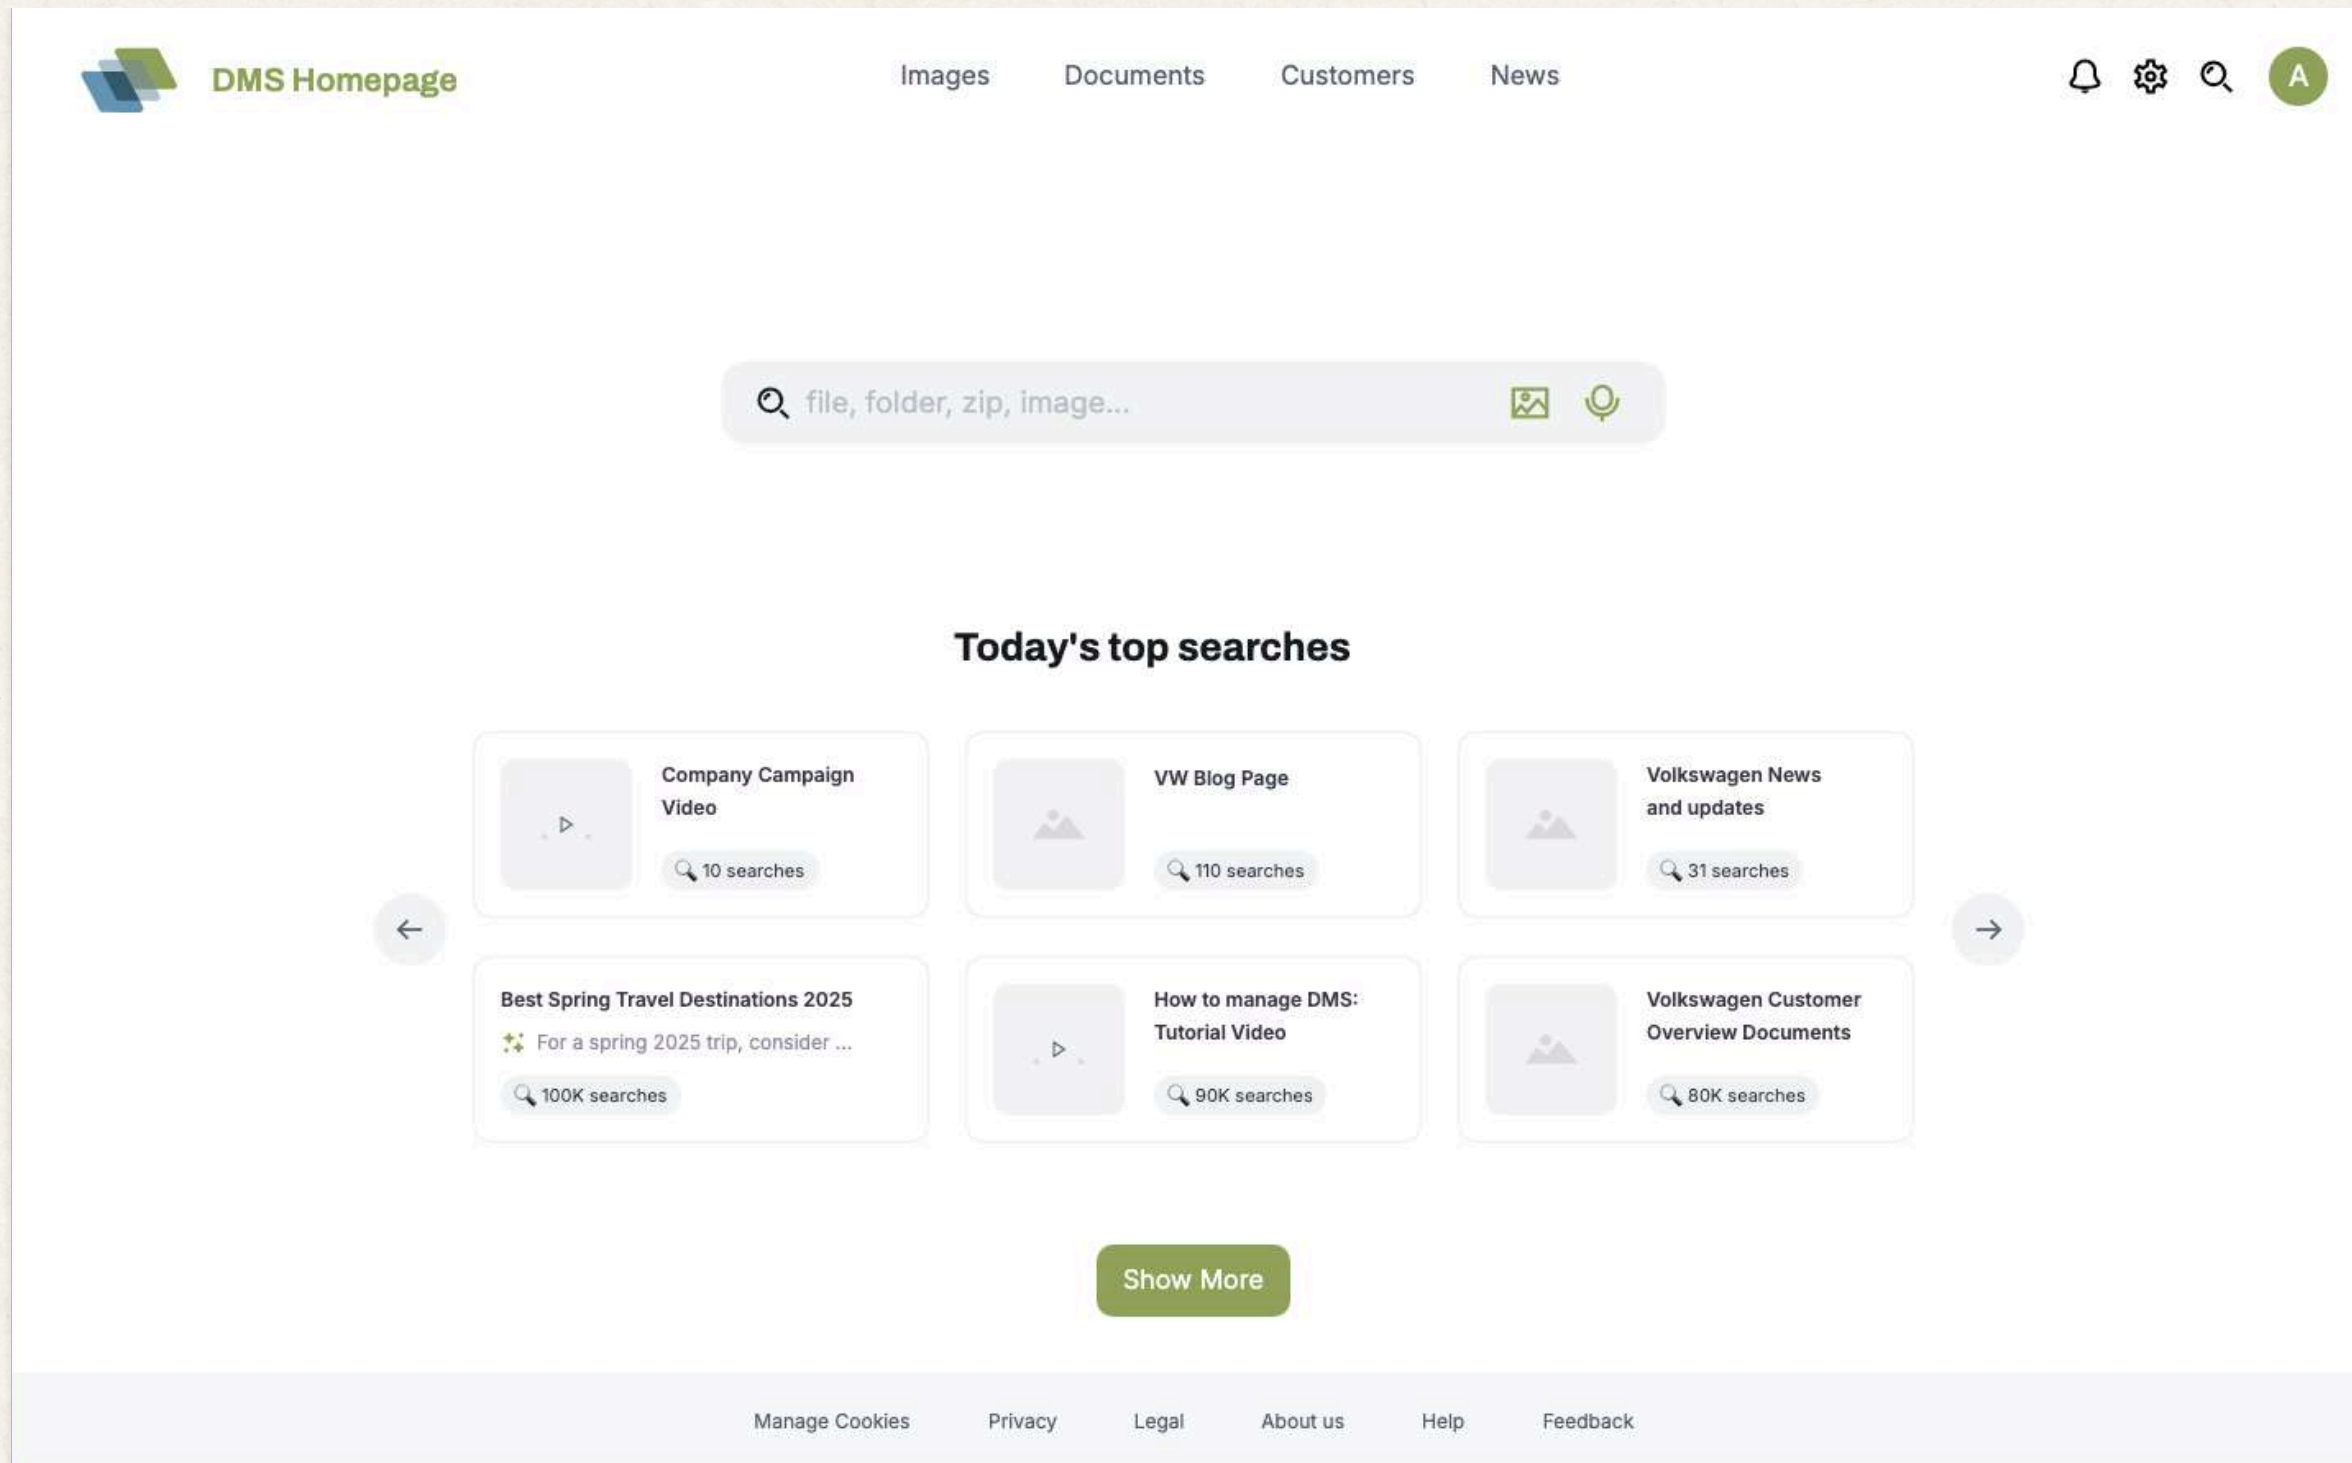 DMS Homepage
Images
Documents
Customers
News
A
file, folder, zip, image...
Today's top searches
Company Campaign
Video
10 searches
VW Blog Page
110 searches
Volkswagen News
and updates
31 searches
Best Spring Travel Destinations 2025
For a spring 2025 trip, consider ...
100K searches
How to manage DMS:
Tutorial Video
90K searches
Volkswagen Customer
Overview Documents
80K searches
Show More
Manage Cookies
Privacy
Legal
About us
Help
Feedback